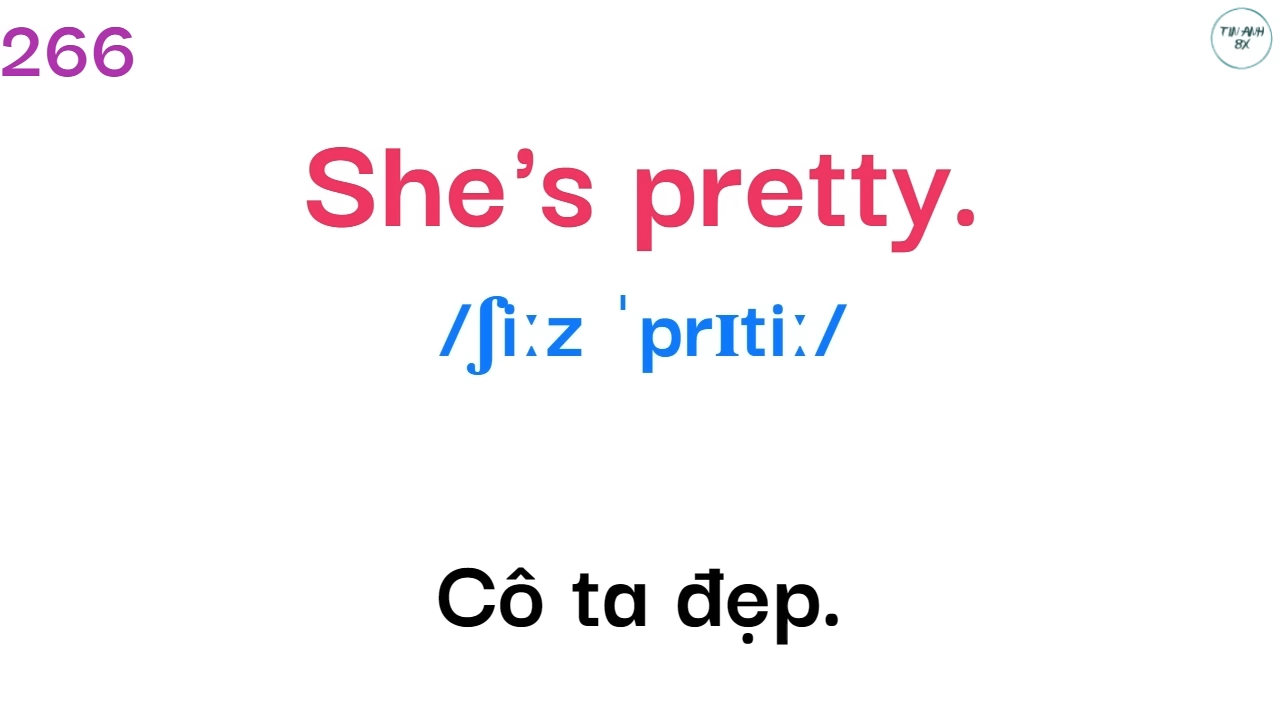 266
TIN ANH
8X
She’s pretty.
/ʃiːz ˈprɪtiː/
Cô ta đẹp.